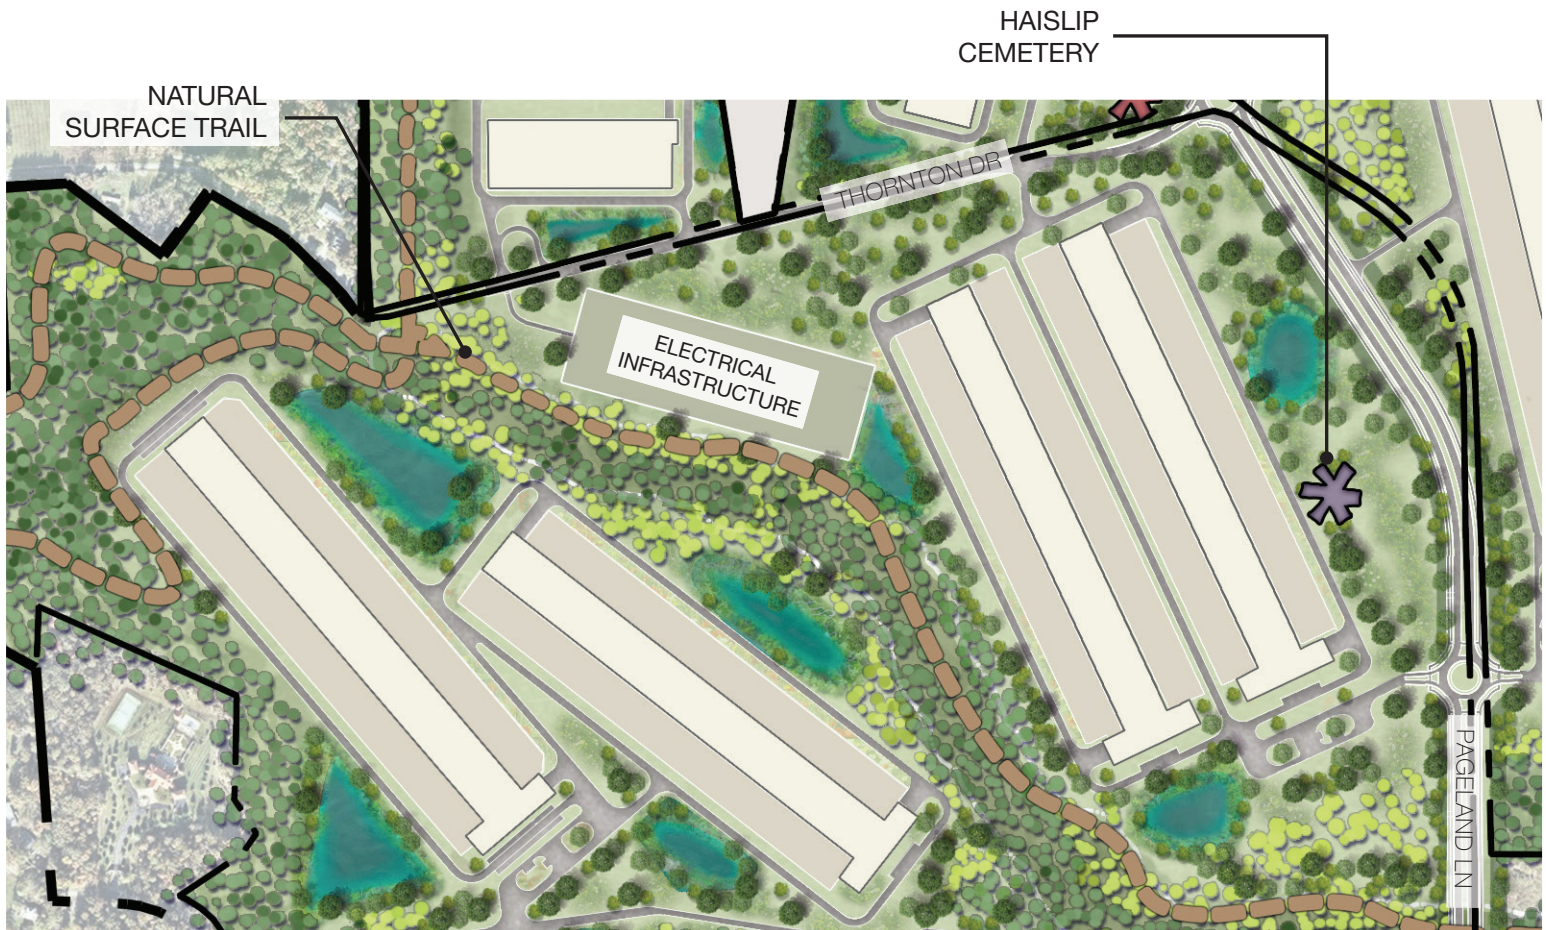 HAISLIP
CEMETERY
NATURAL
SURFACE TRAIL
THORNTON DR
ELECTRICAL
INFRASTRUCTURE
PAGELAND LN